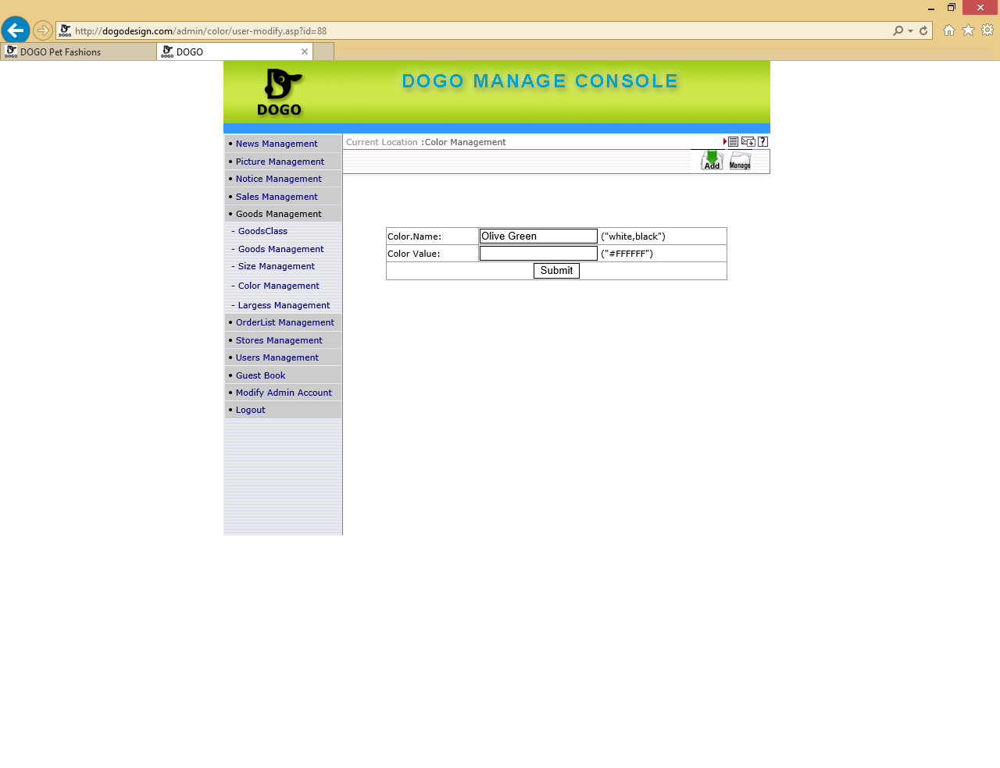 http://dogodesign.com/admin/color/user-modify.asp?id=88
DOGO Pet Fashions
DOGO
DOGO
DOGO MANAGE CONSOLE
Current Location :Color Management
Add
Manage
• News Management
• Picture Management
• Notice Management
• Sales Management
• Goods Management
- GoodsClass
- Goods Management
- Size Management
- Color Management
- Largess Management
• OrderList Management
• Stores Management
• Users Management
• Guest Book
• Modify Admin Account
• Logout
Color.Name: Olive Green ("white,black")
Color Value: ("#FFFFFF")
Submit